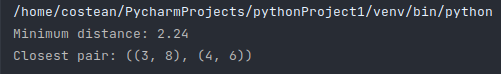 /home/costean/PycharmProjects/pythonProject1/venv/bin/python
Minimum distance: 2.24
Closest pair: ((3, 8), (4, 6))